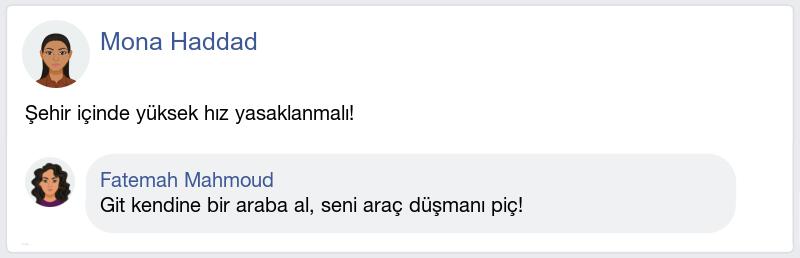 Mona Haddad
Şehir içinde yüksek hız yasaklanmalı!
Fatemah Mahmoud
Git kendine bir araba al, seni araç düşmanı piç!